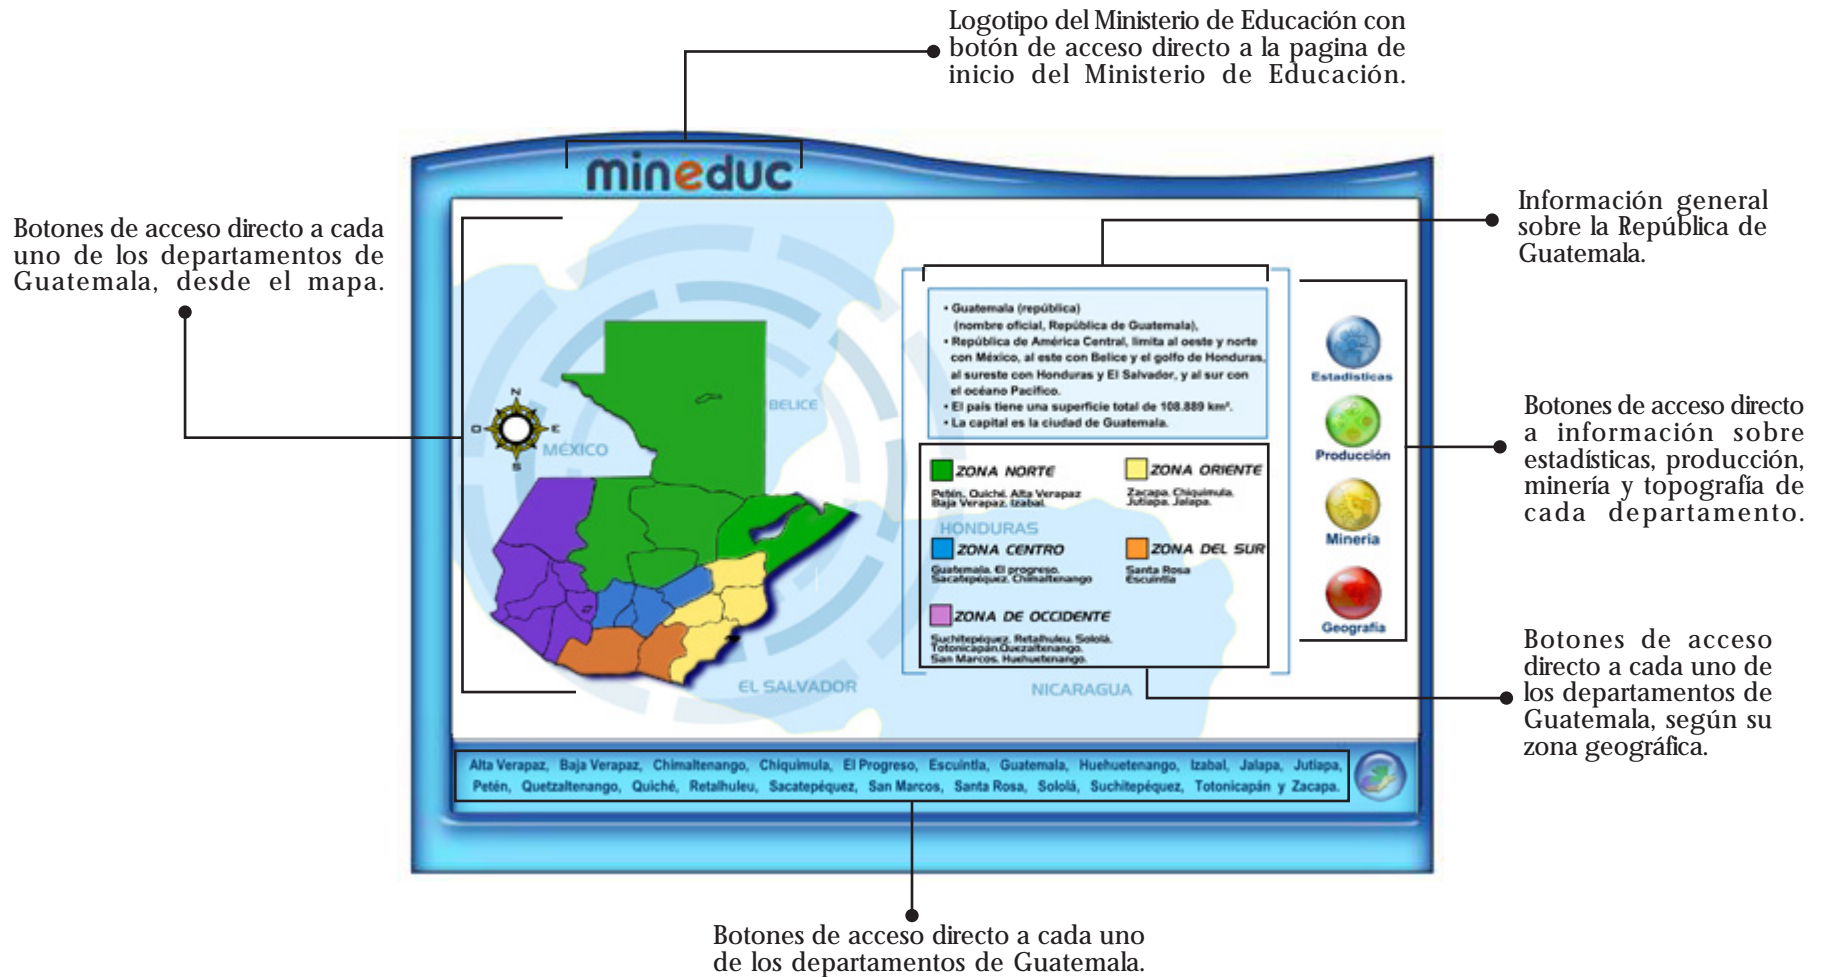 Logotipo del Ministerio de Educación con
botón de acceso directo a la pagina de
inicio del Ministerio de Educación.
mineduc
Botones de acceso directo a cada
uno de los departamentos de
Guatemala, desde el mapa.
Información general
sobre la República de
Guatemala.
• Guatemala (república)
(nombre oficial, República de Guatemala),
• República de América Central, limita al oeste y norte
con México, al este con Belice y el golfo de Honduras,
al sureste con Honduras y El Salvador, y al sur con
el océano Pacífico.
• El país tiene una superficie total de 108.889 km².
• La capital es la ciudad de Guatemala.
N
O
E
S
MÉXICO
BELICE
HONDURAS
EL SALVADOR
NICARAGUA
ZONA NORTE
Petén, Quiché, Alta Verapaz
Baja Verapaz, Izabal.
ZONA ORIENTE
Zacapa, Chiquimula,
Jutiapa, Jalapa.
ZONA CENTRO
Guatemala, El progreso,
Sacatepéquez, Chimaltenango
ZONA DEL SUR
Santa Rosa
Escuintla
ZONA DE OCCIDENTE
Suchitepéquez, Retalhuleu, Sololá,
Totonicapán,Quezaltenango,
San Marcos, Huehuetenango.
Estadísticas
Producción
Minería
Geografía
Botones de acceso directo
a información sobre
estadísticas, producción,
minería y topografía de
cada departamento.
Botones de acceso
directo a cada uno de
los departamentos de
Guatemala, según su
zona geográfica.
Alta Verapaz, Baja Verapaz, Chimaltenango, Chiquimula, El Progreso, Escuintla, Guatemala, Huehuetenango, Izabal, Jalapa, Jutiapa,
Petén, Quetzaltenango, Quiché, Retalhuleu, Sacatepéquez, San Marcos, Santa Rosa, Sololá, Suchitepéquez, Totonicapán y Zacapa.
Botones de acceso directo a cada uno
de los departamentos de Guatemala.